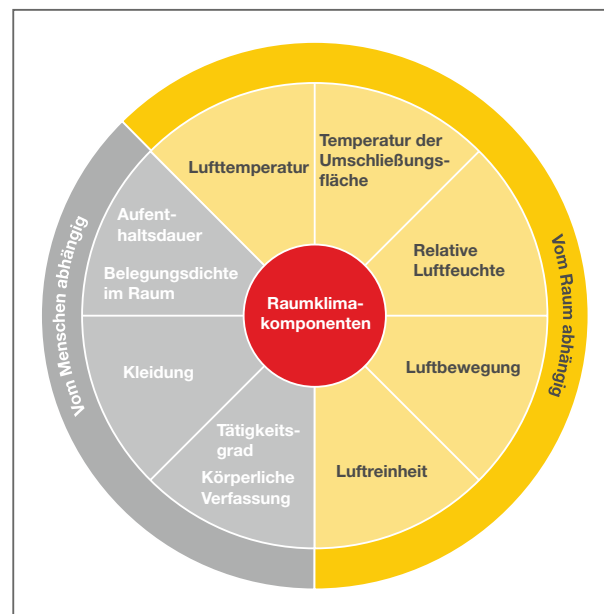 Lufttemperatur
Temperatur der
Umschließungs-
fläche
Relative
Luftfeuchte
Luftbewegung
Luftreinheit
Tätigkeits-
grad
Körperliche
Verfassung
Kleidung
Aufent-
haltsdauer
Belegungsdichte
im Raum
Raumklima-
komponenten
Vom Menschen abhängig
Vom Raum abhängig